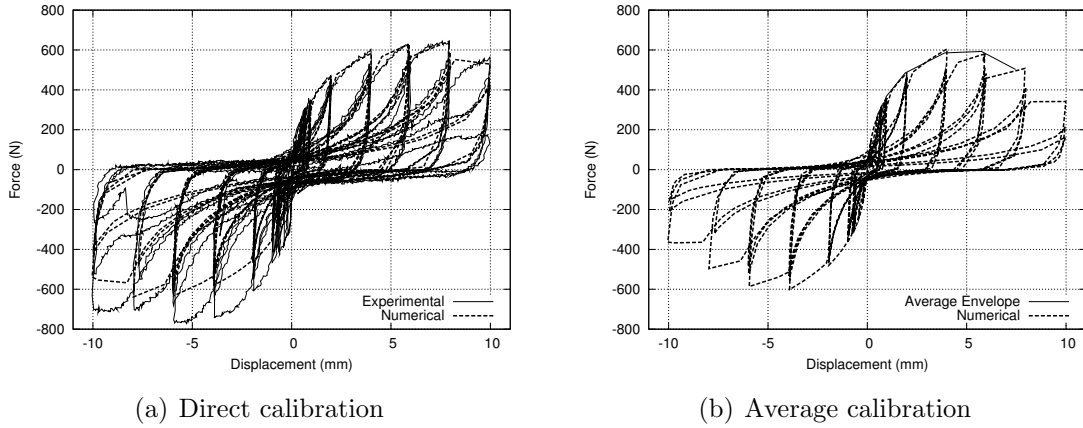 800
600
400
200
0
-200
-400
-600
-800
-10
-5
0
5
10
Force (N)
Displacement (mm)
Experimental
Numerical
(a) Direct calibration
800
600
400
200
0
-200
-400
-600
-800
-10
-5
0
5
10
Force (N)
Displacement (mm)
Average Envelope
Numerical
(b) Average calibration